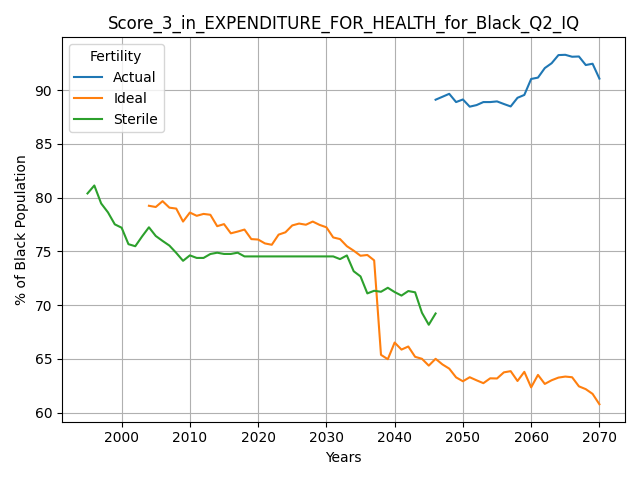 Score_3_in_EXPENDITURE_FOR_HEALTH_for_Black_Q2_IQ
Fertility
Actual
Ideal
Sterile
% of Black Population
90
85
80
75
70
65
60
2000 2010 2020 2030 2040 2050 2060 2070
Years